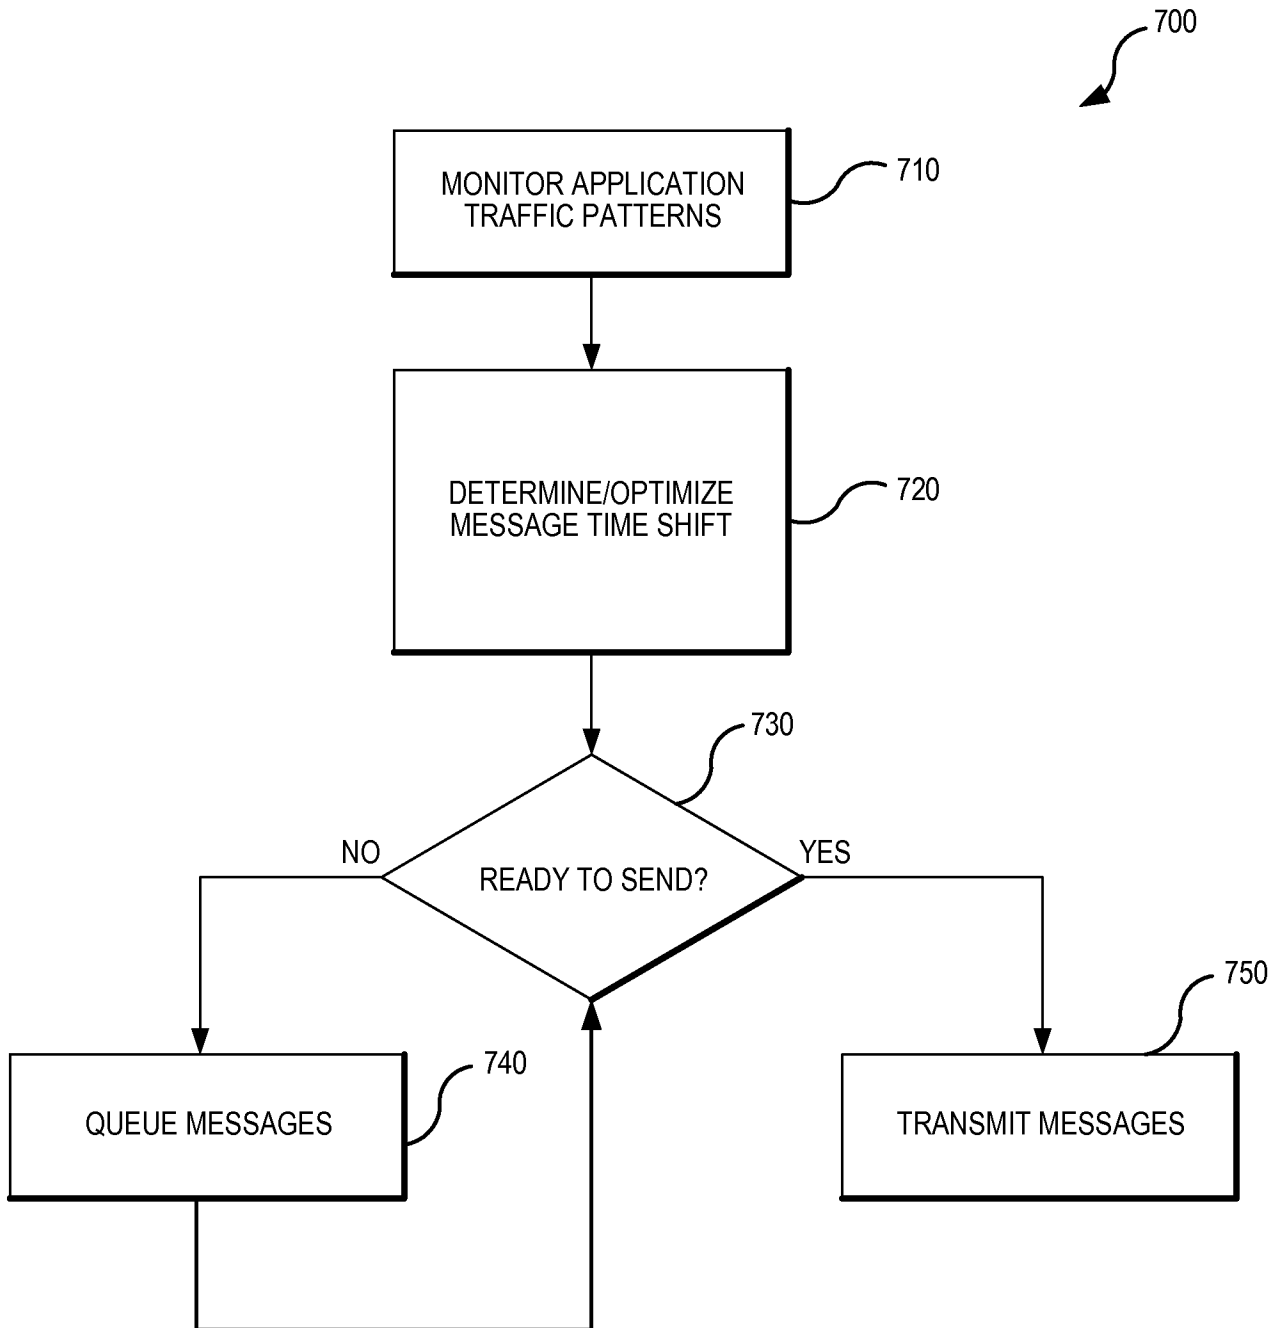 700
MONITOR APPLICATION
TRAFFIC PATTERNS
710
DETERMINE/OPTIMIZE
MESSAGE TIME SHIFT
720
730
NO
YES
READY TO SEND?
750
740
QUEUE MESSAGES
TRANSMIT MESSAGES